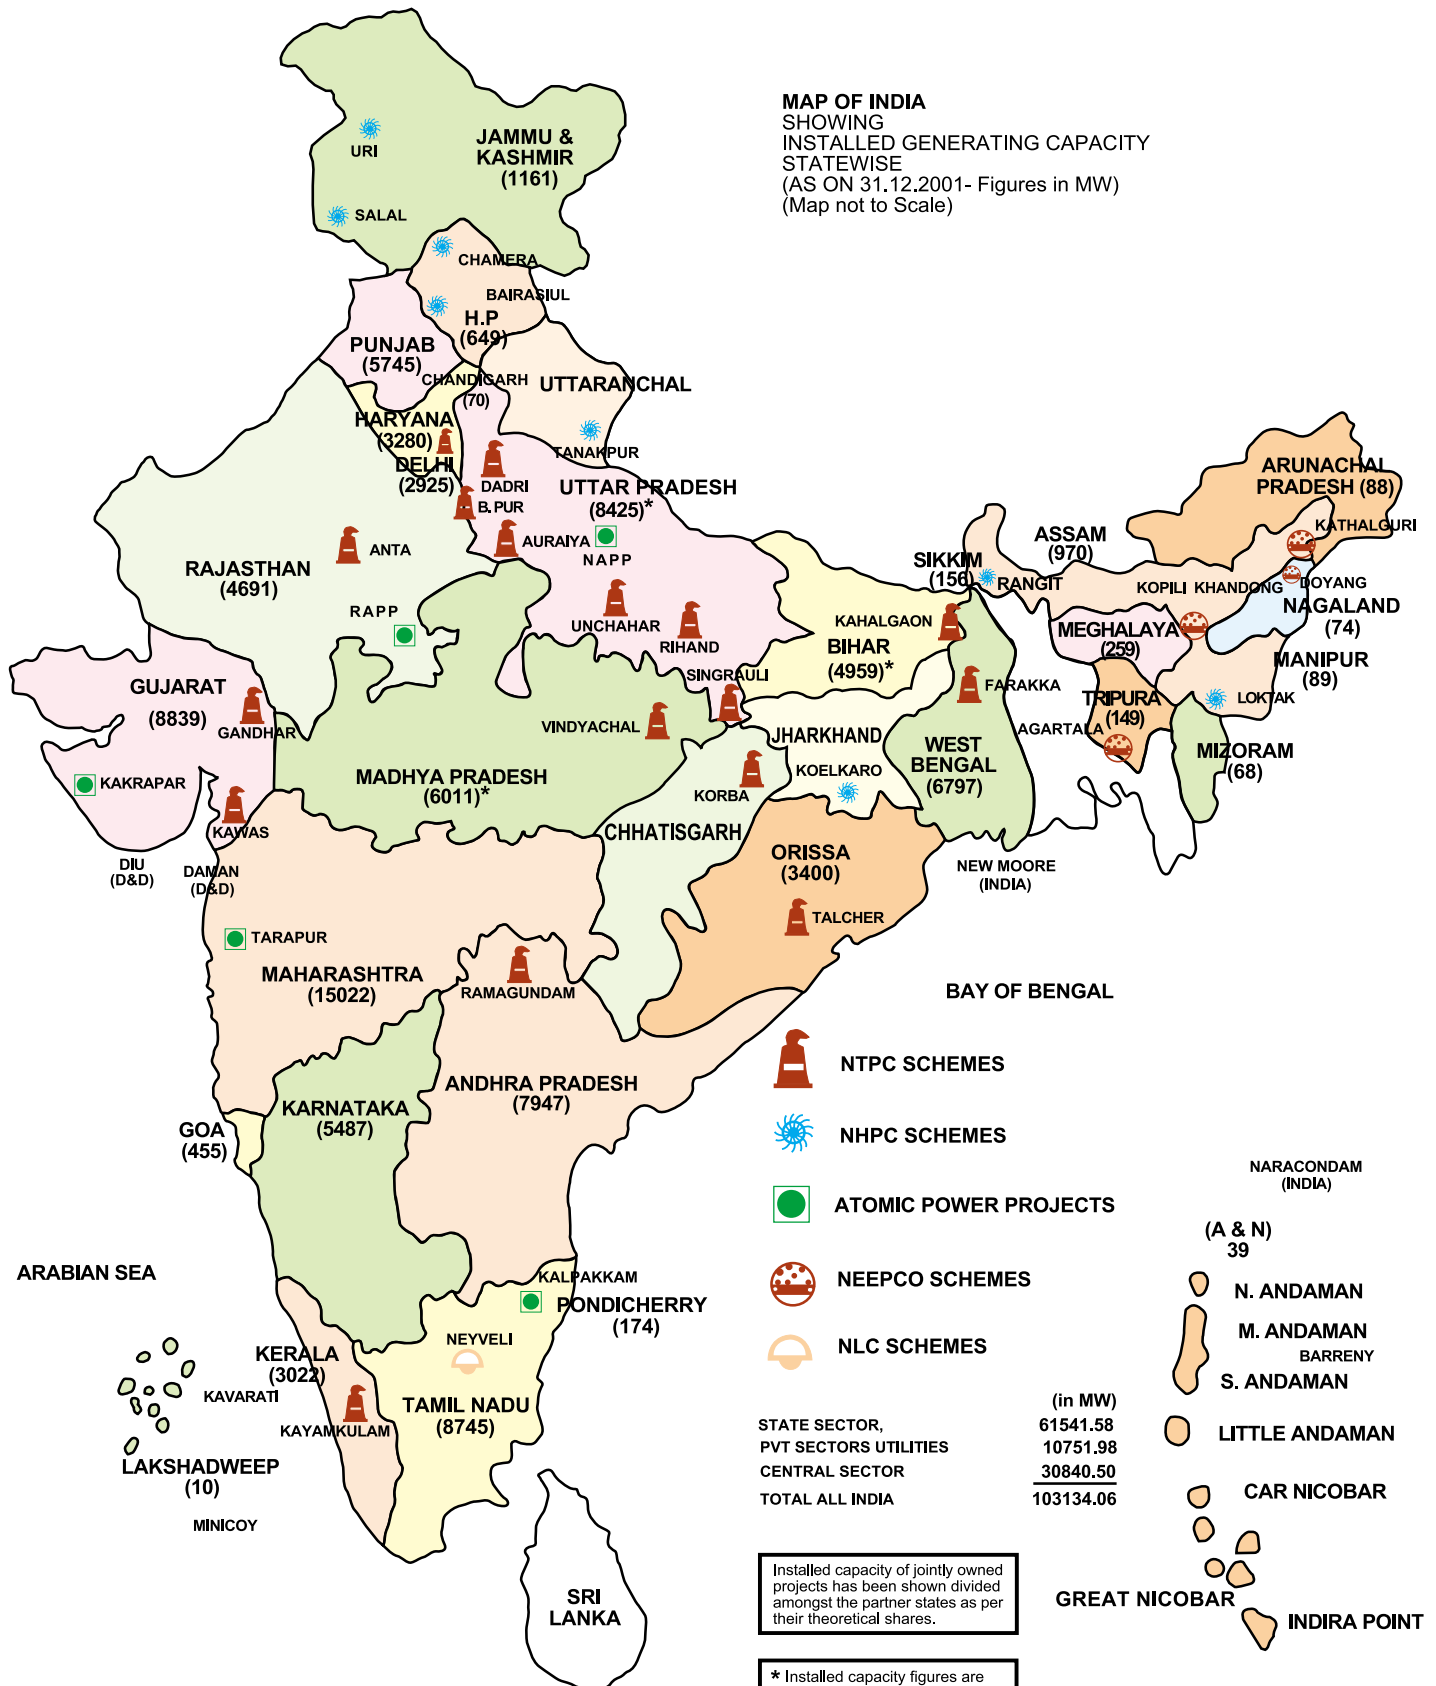 MAP OF INDIA
SHOWING
INSTALLED GENERATING CAPACITY
STATEWISE
(AS ON 31.12.2001- Figures in MW)
(Map not to Scale)
JAMMU &
KASHMIR
(1161)
URI
SALAL
CHAMERA
BAIRASIUL
H.P
(649)
PUNJAB
(5745)
CHANDIGARH
(70)
UTTARANCHAL
TANAKPUR
HARYANA
(3280)
DELHI
(2925)
DADRI
B.PUR
UTTAR PRADESH
(8425)*
AURAIYA
NAPP
UNCHAHAR
RIHAND
SINGRAULI
ANTA
RAJASTHAN
(4691)
RAPP
GUJARAT
(8839)
GANDHAR
KAKRAPAR
KAWAS
DIU
(D&D)
DAMAN
(D&D)
VINDYACHAL
MADHYA PRADESH
(6011)*
KAHALGAON
BIHAR
(4959)*
SIKKIM
(156)
RANGIT
ASSAM
(970)
ARUNACHAL
PRADESH (88)
KATHALGURI
KOPILI KHANDONG
DOYANG
NAGALAND
(74)
MEGHALAYA
(259)
MANIPUR
(89)
LOKTAK
TRIPURA
(149)
AGARTALA
MIZORAM
(68)
FARAKKA
WEST
BENGAL
(6797)
JHARKHAND
KOELKARO
KORBA
CHHATISGARH
ORISSA
(3400)
TALCHER
NEW MOORE
(INDIA)
TARAPUR
MAHARASHTRA
(15022)
RAMAGUNDAM
BAY OF BENGAL
ANDHRA PRADESH
(7947)
KARNATAKA
(5487)
GOA
(455)
NTPC SCHEMES
NHPC SCHEMES
ATOMIC POWER PROJECTS
NEEPCO SCHEMES
NLC SCHEMES
NARACONDAM
(INDIA)
(A & N)
39
N. ANDAMAN
M. ANDAMAN
BARRENY
S. ANDAMAN
LITTLE ANDAMAN
CAR NICOBAR
GREAT NICOBAR
INDIRA POINT
ARABIAN SEA
KALPAKKAM
PONDICHERRY
(174)
NEYVELI
KERALA
(3022)
KAYAMKULAM
TAMIL NADU
(8745)
KAVARATI
LAKSHADWEEP
(10)
MINICOY
SRI
LANKA
(in MW)
STATE SECTOR, 61541.58
PVT SECTORS UTILITIES 10751.98
CENTRAL SECTOR 30840.50
TOTAL ALL INDIA 103134.06
Installed capacity of jointly owned
projects has been shown divided
amongst the partner states as per
their theoretical shares.
* Installed capacity figures are